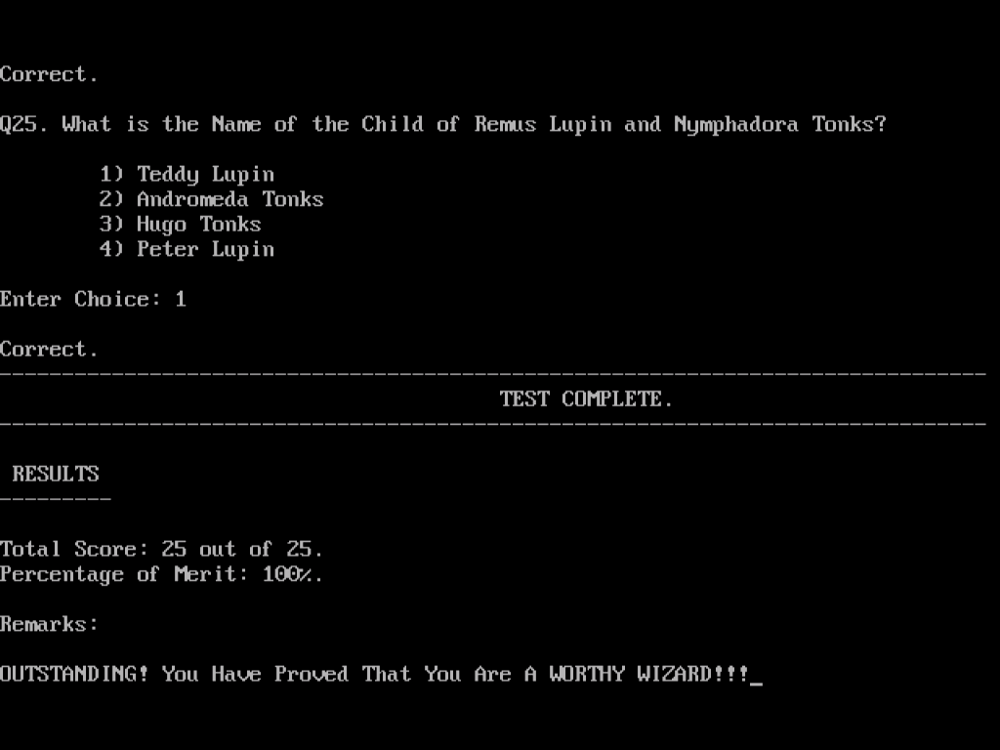 Correct.
Q25. What is the Name of the Child of Remus Lupin and Nymphadora Tonks?
1) Teddy Lupin
2) Andromeda Tonks
3) Hugo Tonks
4) Peter Lupin
Enter Choice: 1
Correct.
-------------------------------------------------------------------------------
TEST COMPLETE.
-------------------------------------------------------------------------------
RESULTS
---------
Total Score: 25 out of 25.
Percentage of Merit: 100%.
Remarks:
OUTSTANDING! You Have Proved That You Are A WORTHY WIZARD!!!_